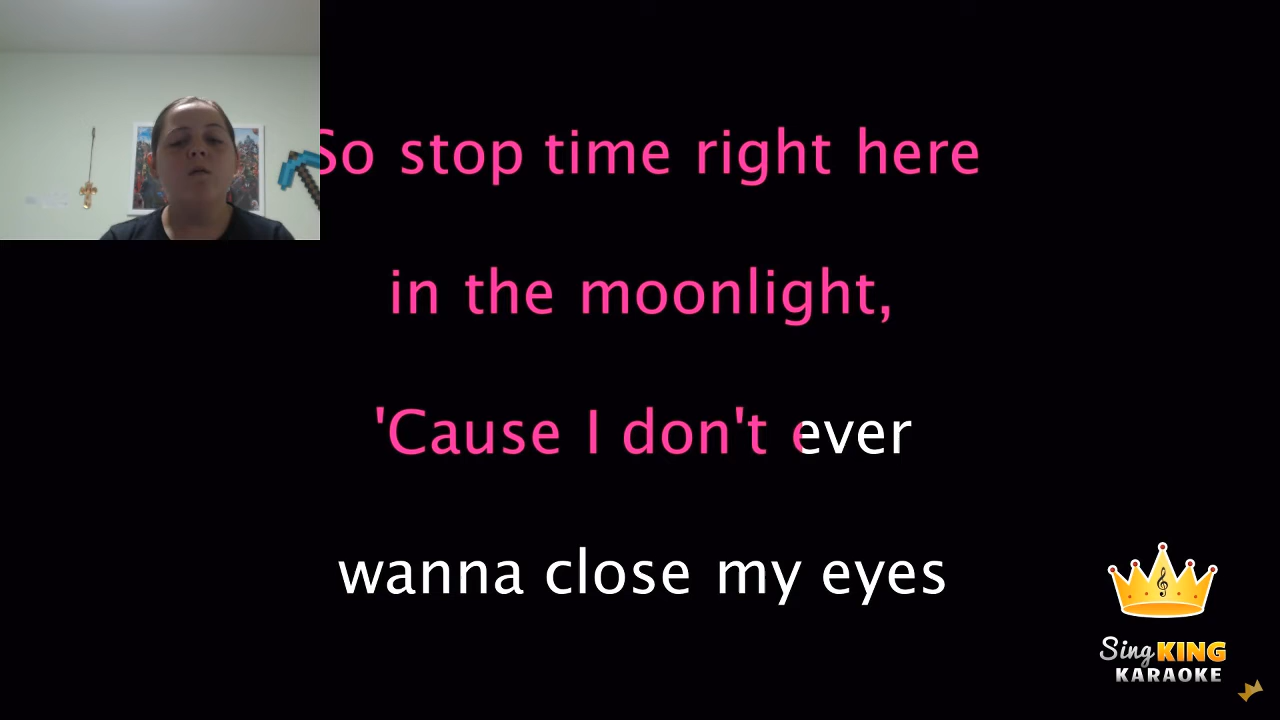 So stop time right here
in the moonlight,
'Cause I don't ever
wanna close my eyes
Sing KING
KARAOKE